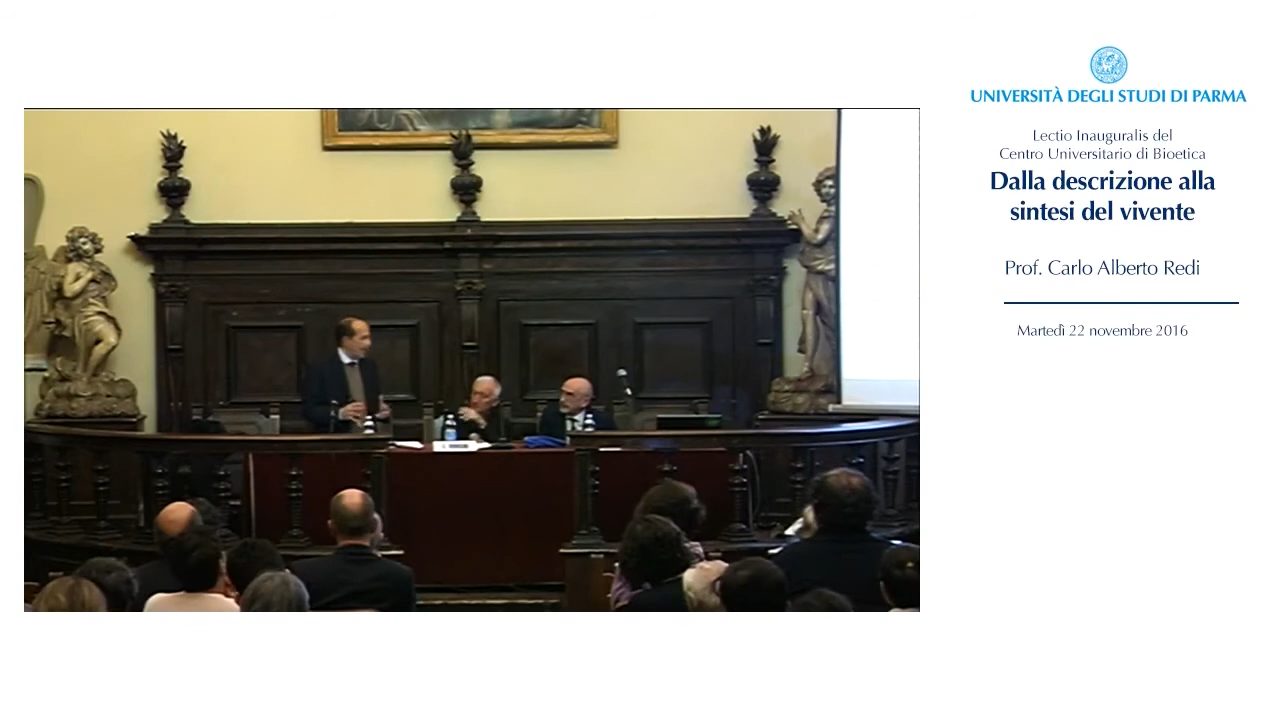 UNIVERSITÀ DEGLI STUDI DI PARMA
Lectio Inauguralis del
Centro Universitario di Bioetica
Dalla descrizione alla
sintesi del vivente
Prof. Carlo Alberto Redi
Martedì 22 novembre 2016